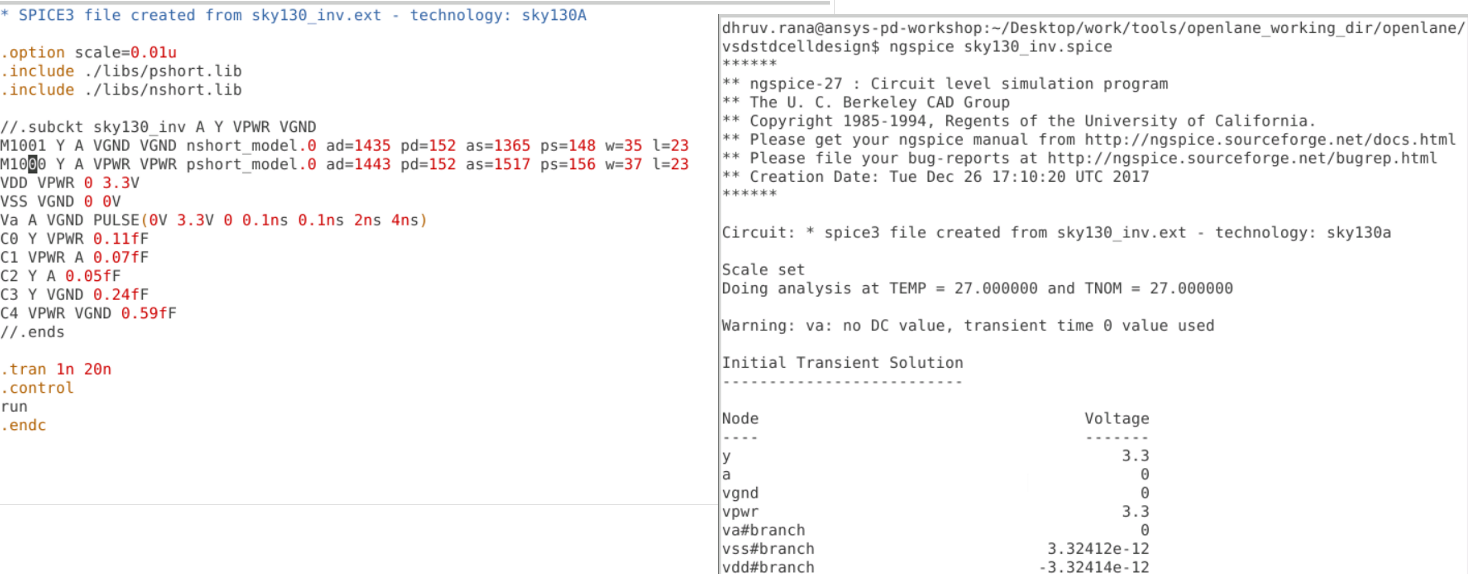 * SPICE3 file created from sky130_inv.ext - technology: sky130A
.option scale=0.01u
.include ./libs/pshort.lib
.include ./libs/nshort.lib
//.subckt sky130_inv A Y VPWR VGND
M1001 Y A VGND VGND nshort_model.0 ad=1435 pd=152 as=1365 ps=148 w=35 l=23
M1000 Y A VPWR VPWR pshort_model.0 ad=1443 pd=152 as=1517 ps=156 w=37 l=23
VDD VPWR 0 3.3V
VSS VGND 0 0V
Va A VGND PULSE(0V 3.3V 0 0.1ns 0.1ns 2ns 4ns)
C0 Y VPWR 0.11fF
C1 VPWR A 0.07fF
C2 Y A 0.05fF
C3 Y VGND 0.24fF
C4 VPWR VGND 0.59fF
//.ends
.tran 1n 20n
.control
run
.endc
dhruv.rana@ansys-pd-workshop:~/Desktop/work/tools/openlane_working_dir/openlane/
vsdstdcelldesign$ ngspice sky130_inv.spice
******
** ngspice-27 : Circuit level simulation program
** The U. C. Berkeley CAD Group
** Copyright 1985-1994, Regents of the University of California.
** Please get your ngspice manual from http://ngspice.sourceforge.net/docs.html
** Please file your bug-reports at http://ngspice.sourceforge.net/bugrep.html
** Creation Date: Tue Dec 26 17:10:20 UTC 2017
******
Circuit: * spice3 file created from sky130_inv.ext - technology: sky130a
Scale set
Doing analysis at TEMP = 27.000000 and TNOM = 27.000000
Warning: va: no DC value, transient time 0 value used
Initial Transient Solution
--------------------------
Node Voltage
---- -------
y 3.3
a 0
vgnd 0
vpwr 3.3
va#branch 0
vss#branch 3.32412e-12
vdd#branch -3.32414e-12